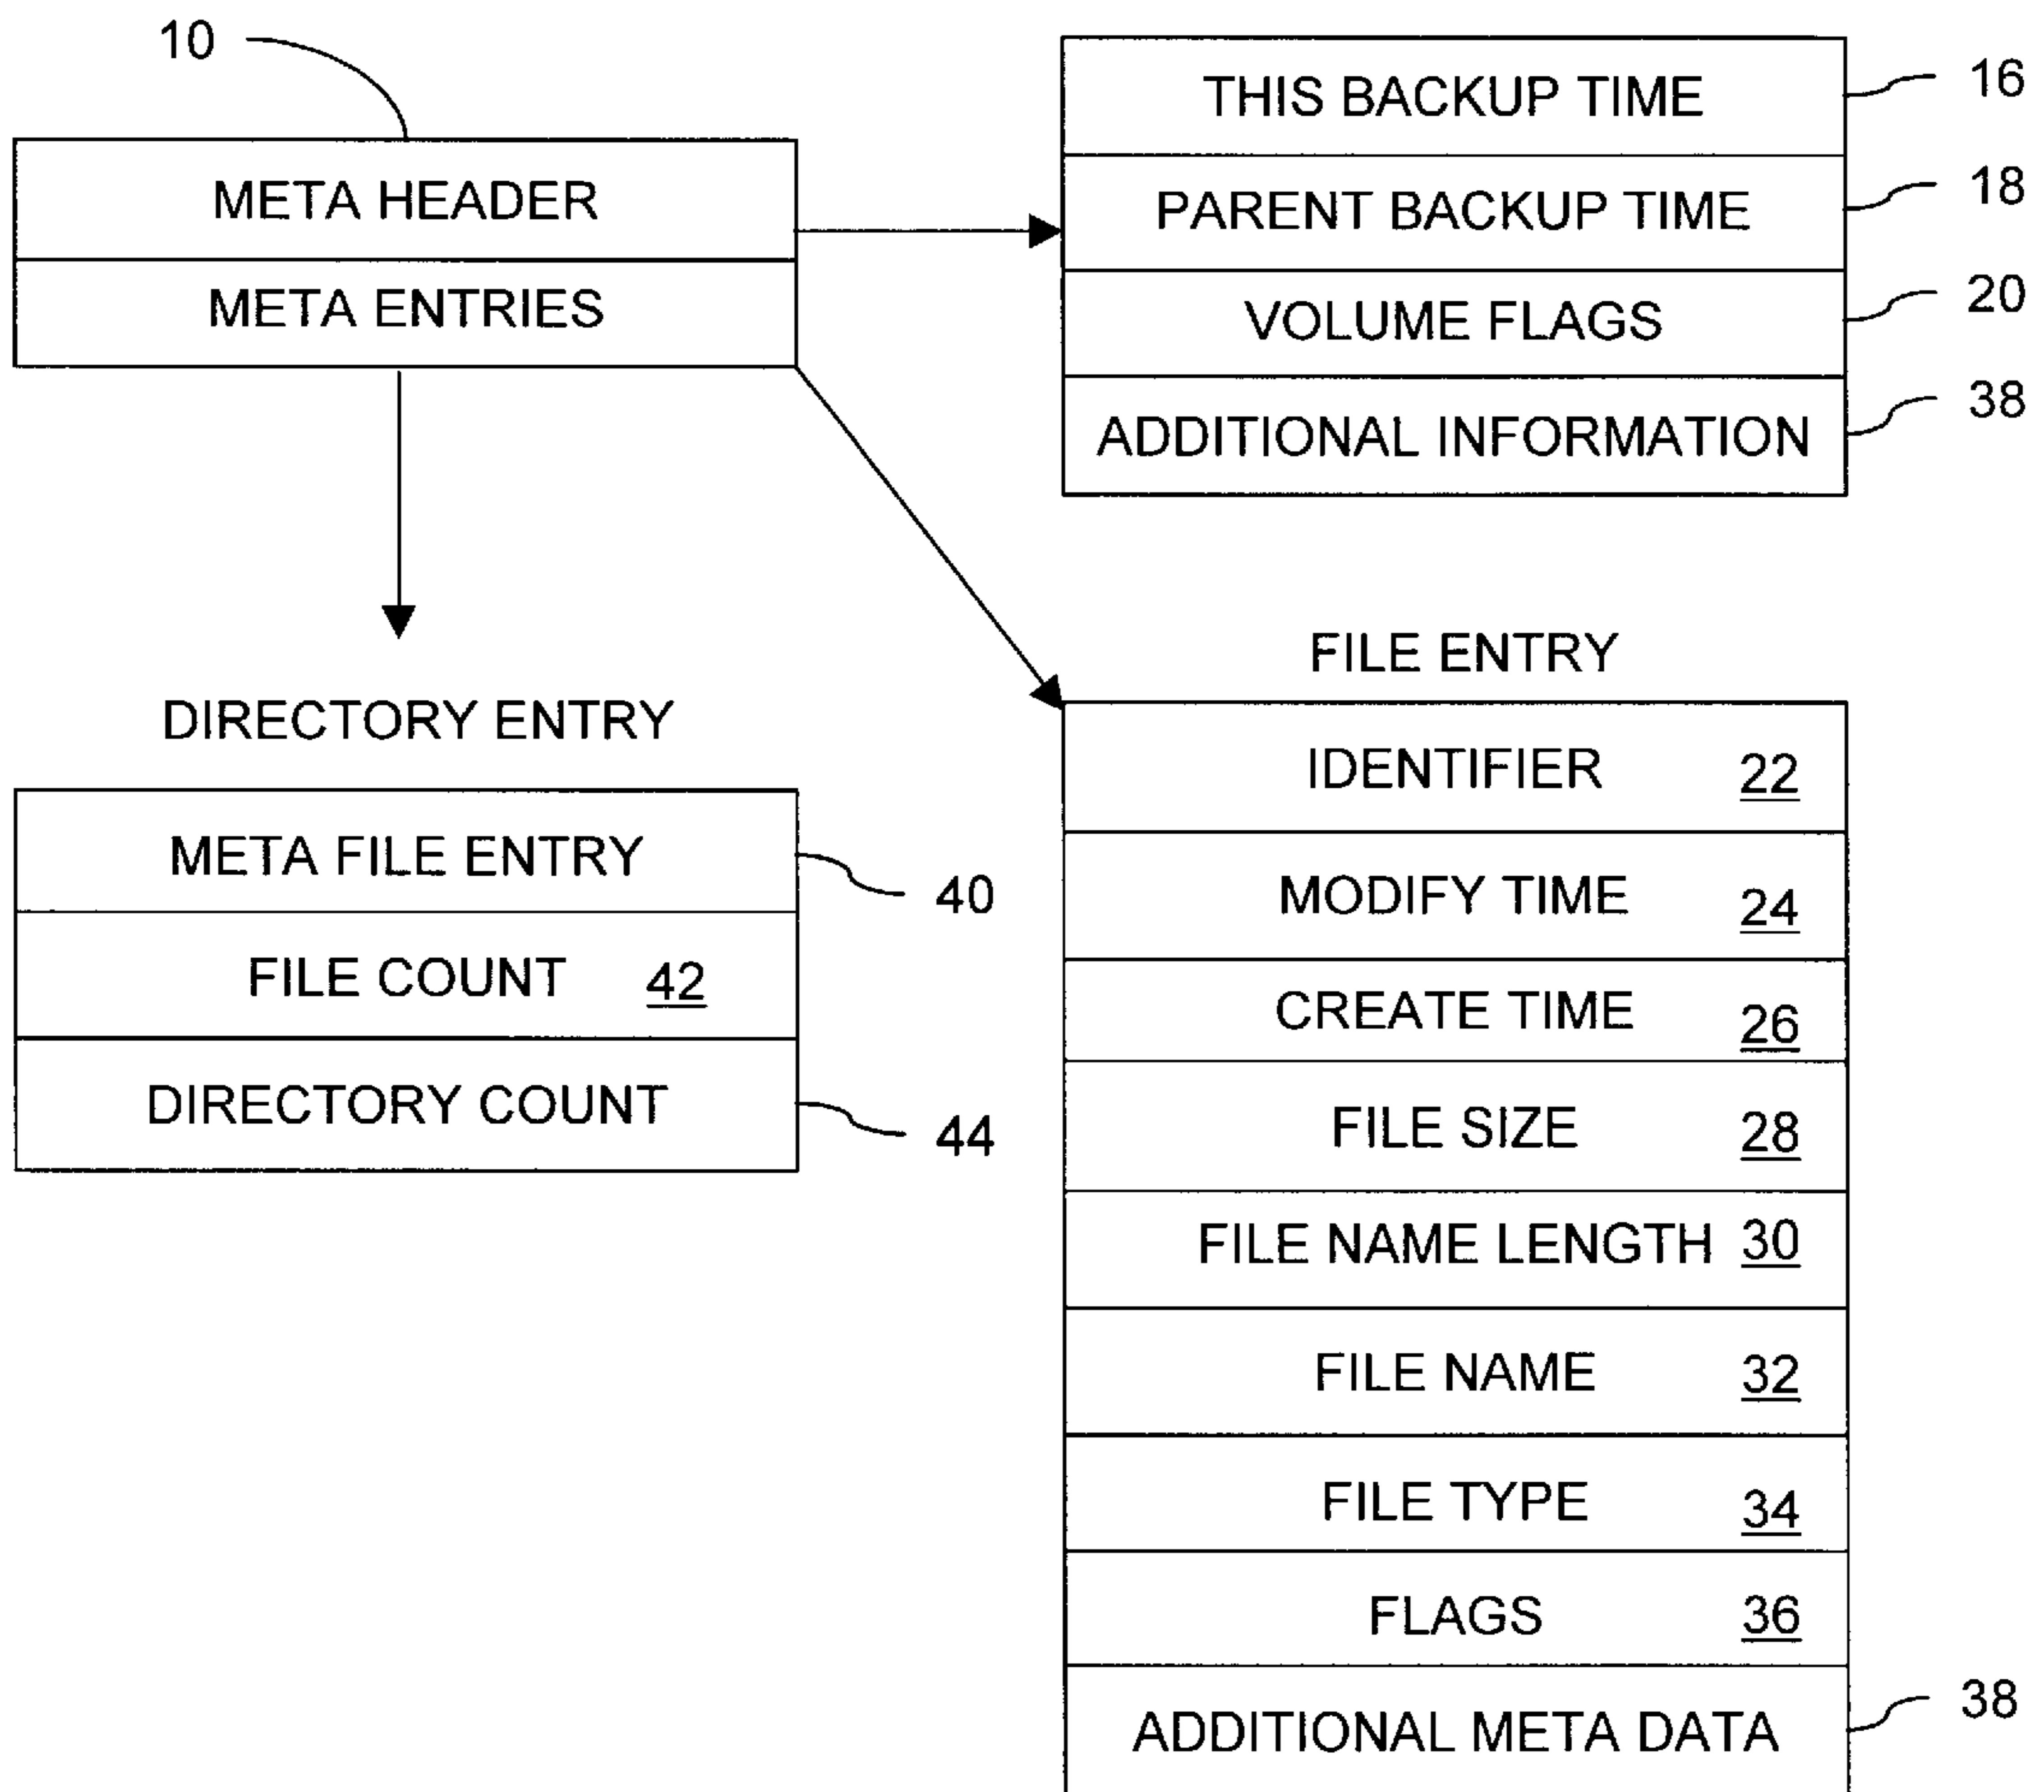 10
META HEADER
META ENTRIES
THIS BACKUP TIME 16
PARENT BACKUP TIME 18
VOLUME FLAGS 20
ADDITIONAL INFORMATION 38
DIRECTORY ENTRY
META FILE ENTRY 40
FILE COUNT 42
DIRECTORY COUNT 44
FILE ENTRY
IDENTIFIER 22
MODIFY TIME 24
CREATE TIME 26
FILE SIZE 28
FILE NAME LENGTH 30
FILE NAME 32
FILE TYPE 34
FLAGS 36
ADDITIONAL META DATA 38